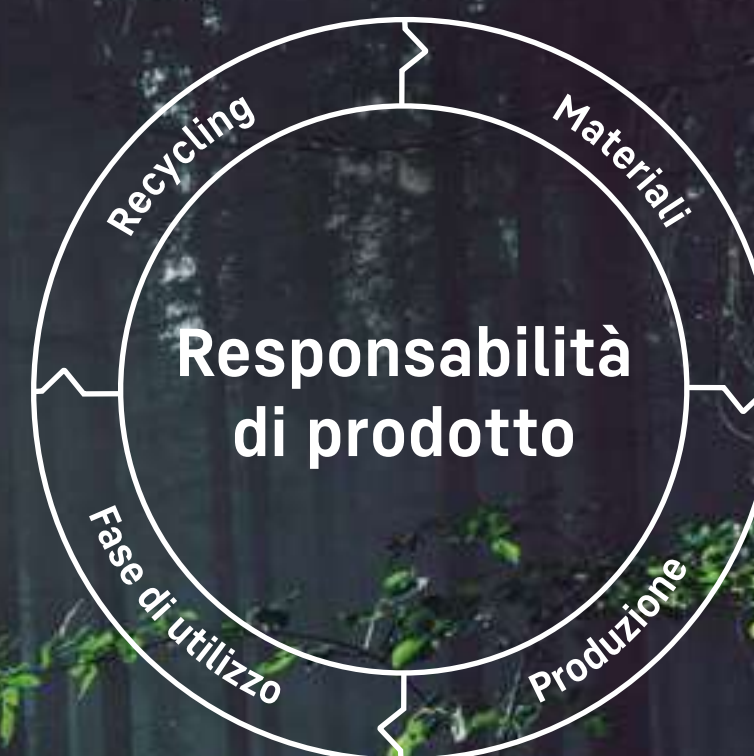 Recycling
Materiali
Responsabilità
di prodotto
Fase di utilizzo
Produzione